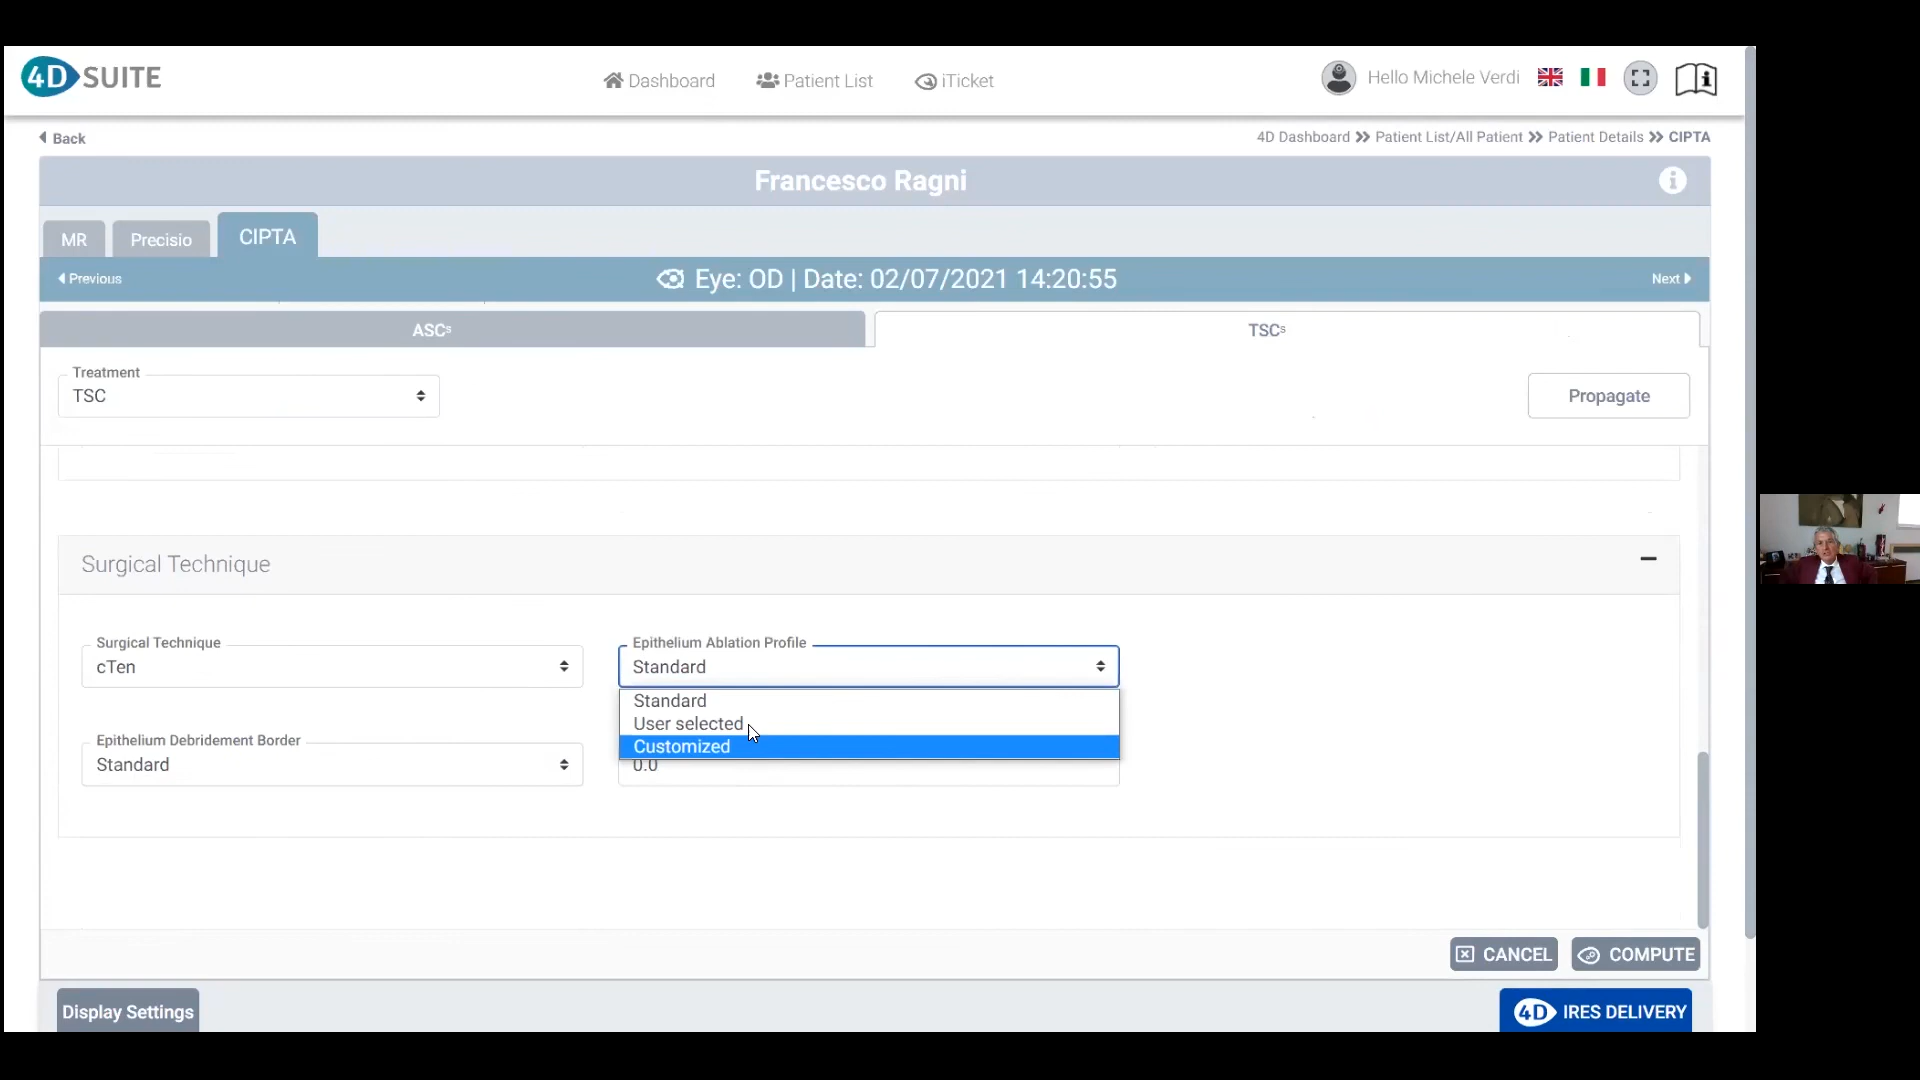 4D SUITE
Dashboard
Patient List
iTicket
Hello Michele Verdi
Back
4D Dashboard >> Patient List/All Patient >> Patient Details >> CIPTA
Francesco Ragni
MR
Precisio
CIPTA
Previous
Eye: OD | Date: 02/07/2021 14:20:55
Next
ASCs
TSCs
Treatment
TSC
Propagate
Surgical Technique
Surgical Technique
cTen
Epithelium Ablation Profile
Standard
Standard
User selected
Customized
Epithelium Debridement Border
Standard
0.0
CANCEL
COMPUTE
Display Settings
4D IRES DELIVERY